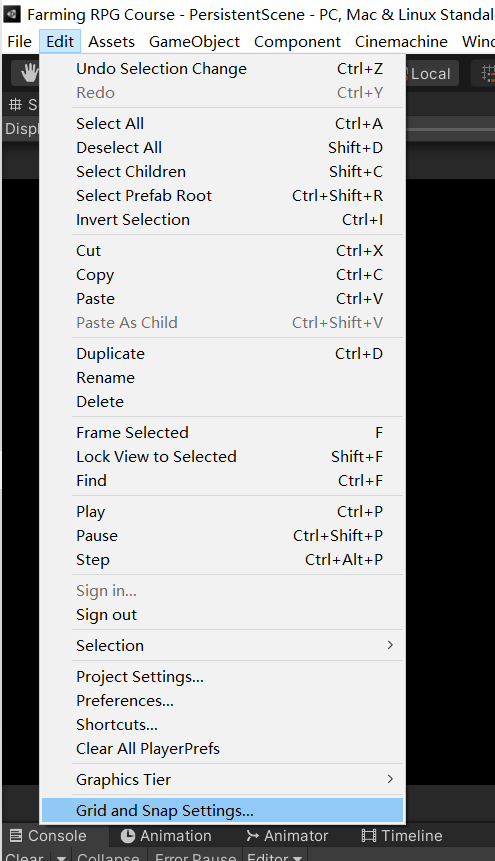 Farming RPG Course - PersistentScene - PC, Mac & Linux Standal
File Edit Assets GameObject Component Cinemachine Wind
Local
# S
Displ
Undo Selection Change Ctrl+Z
Redo Ctrl+Y
Select All Ctrl+A
Deselect All Shift+D
Select Children Shift+C
Select Prefab Root Ctrl+Shift+R
Invert Selection Ctrl+I
Cut Ctrl+X
Copy Ctrl+C
Paste Ctrl+V
Paste As Child Ctrl+Shift+V
Duplicate Ctrl+D
Rename
Delete
Frame Selected F
Lock View to Selected Shift+F
Find Ctrl+F
Play Ctrl+P
Pause Ctrl+Shift+P
Step Ctrl+Alt+P
Sign in...
Sign out
Selection >
Project Settings...
Preferences...
Shortcuts...
Clear All PlayerPrefs
Graphics Tier >
Grid and Snap Settings...
Console Animation Animator Timeline
Clear Collapse Error Pause Editor